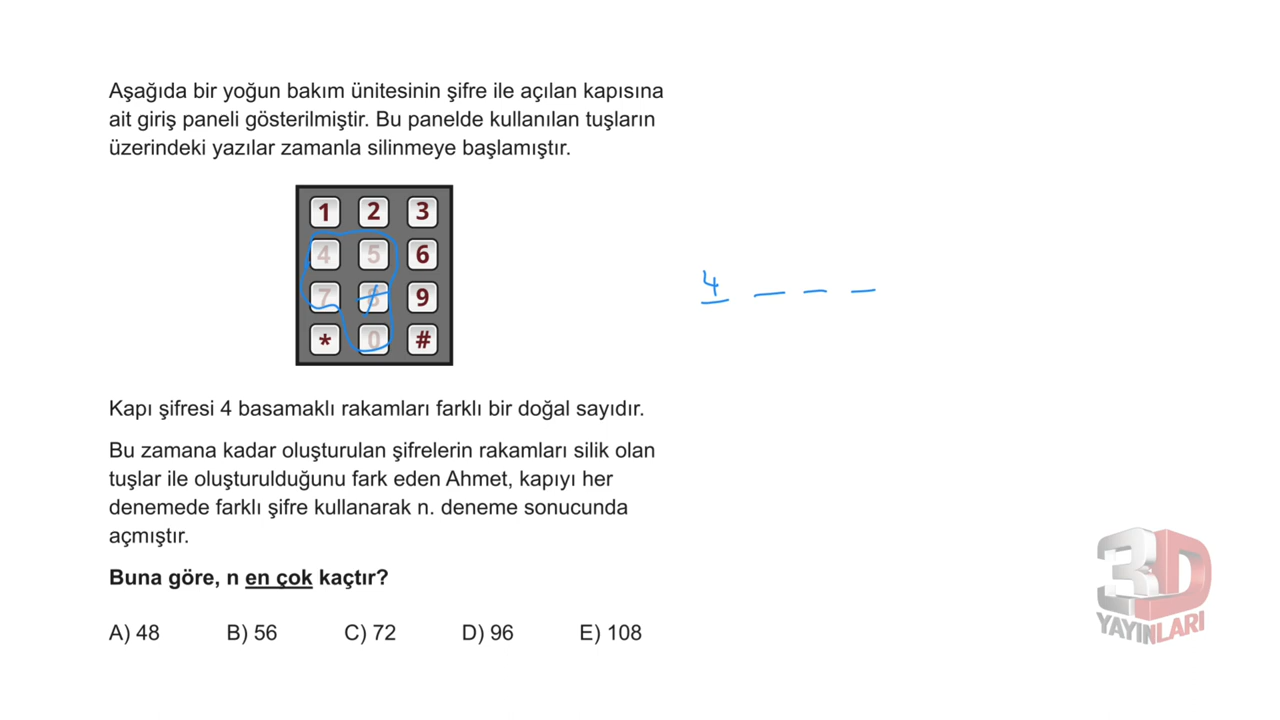 Aşağıda bir yoğun bakım ünitesinin şifre ile açılan kapısına
ait giriş paneli gösterilmiştir. Bu panelde kullanılan tuşların
üzerindeki yazılar zamanla silinmeye başlamıştır.
1 2 3
4 5 6
7 8 9
* 0 #
4 _ _ _
Kapı şifresi 4 basamaklı rakamları farklı bir doğal sayıdır.
Bu zamana kadar oluşturulan şifrelerin rakamları silik olan
tuşlar ile oluşturulduğunu fark eden Ahmet, kapıyı her
denemede farklı şifre kullanarak n. deneme sonucunda
açmıştır.
Buna göre, n en çok kaçtır?
A) 48 B) 56 C) 72 D) 96 E) 108
3D
YAYINLARI